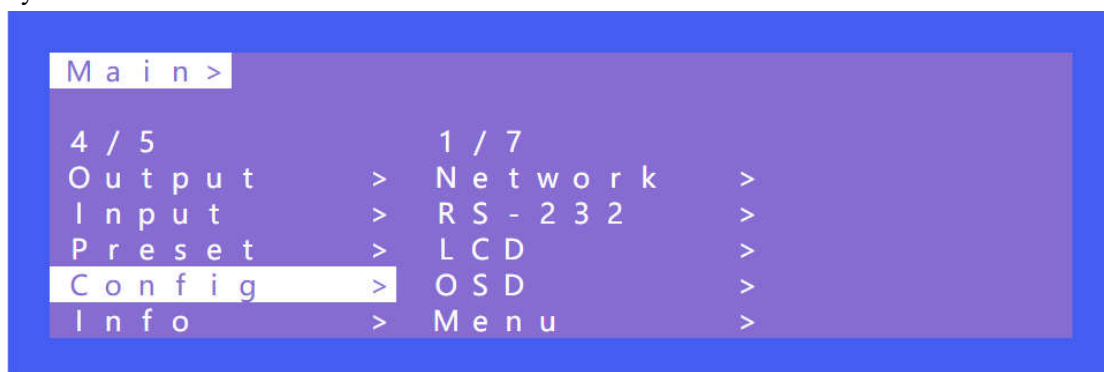 Main>
4/5 1/7
Output > Network >
Input > RS-232 >
Preset > LCD >
Config > OSD >
Info > Menu >